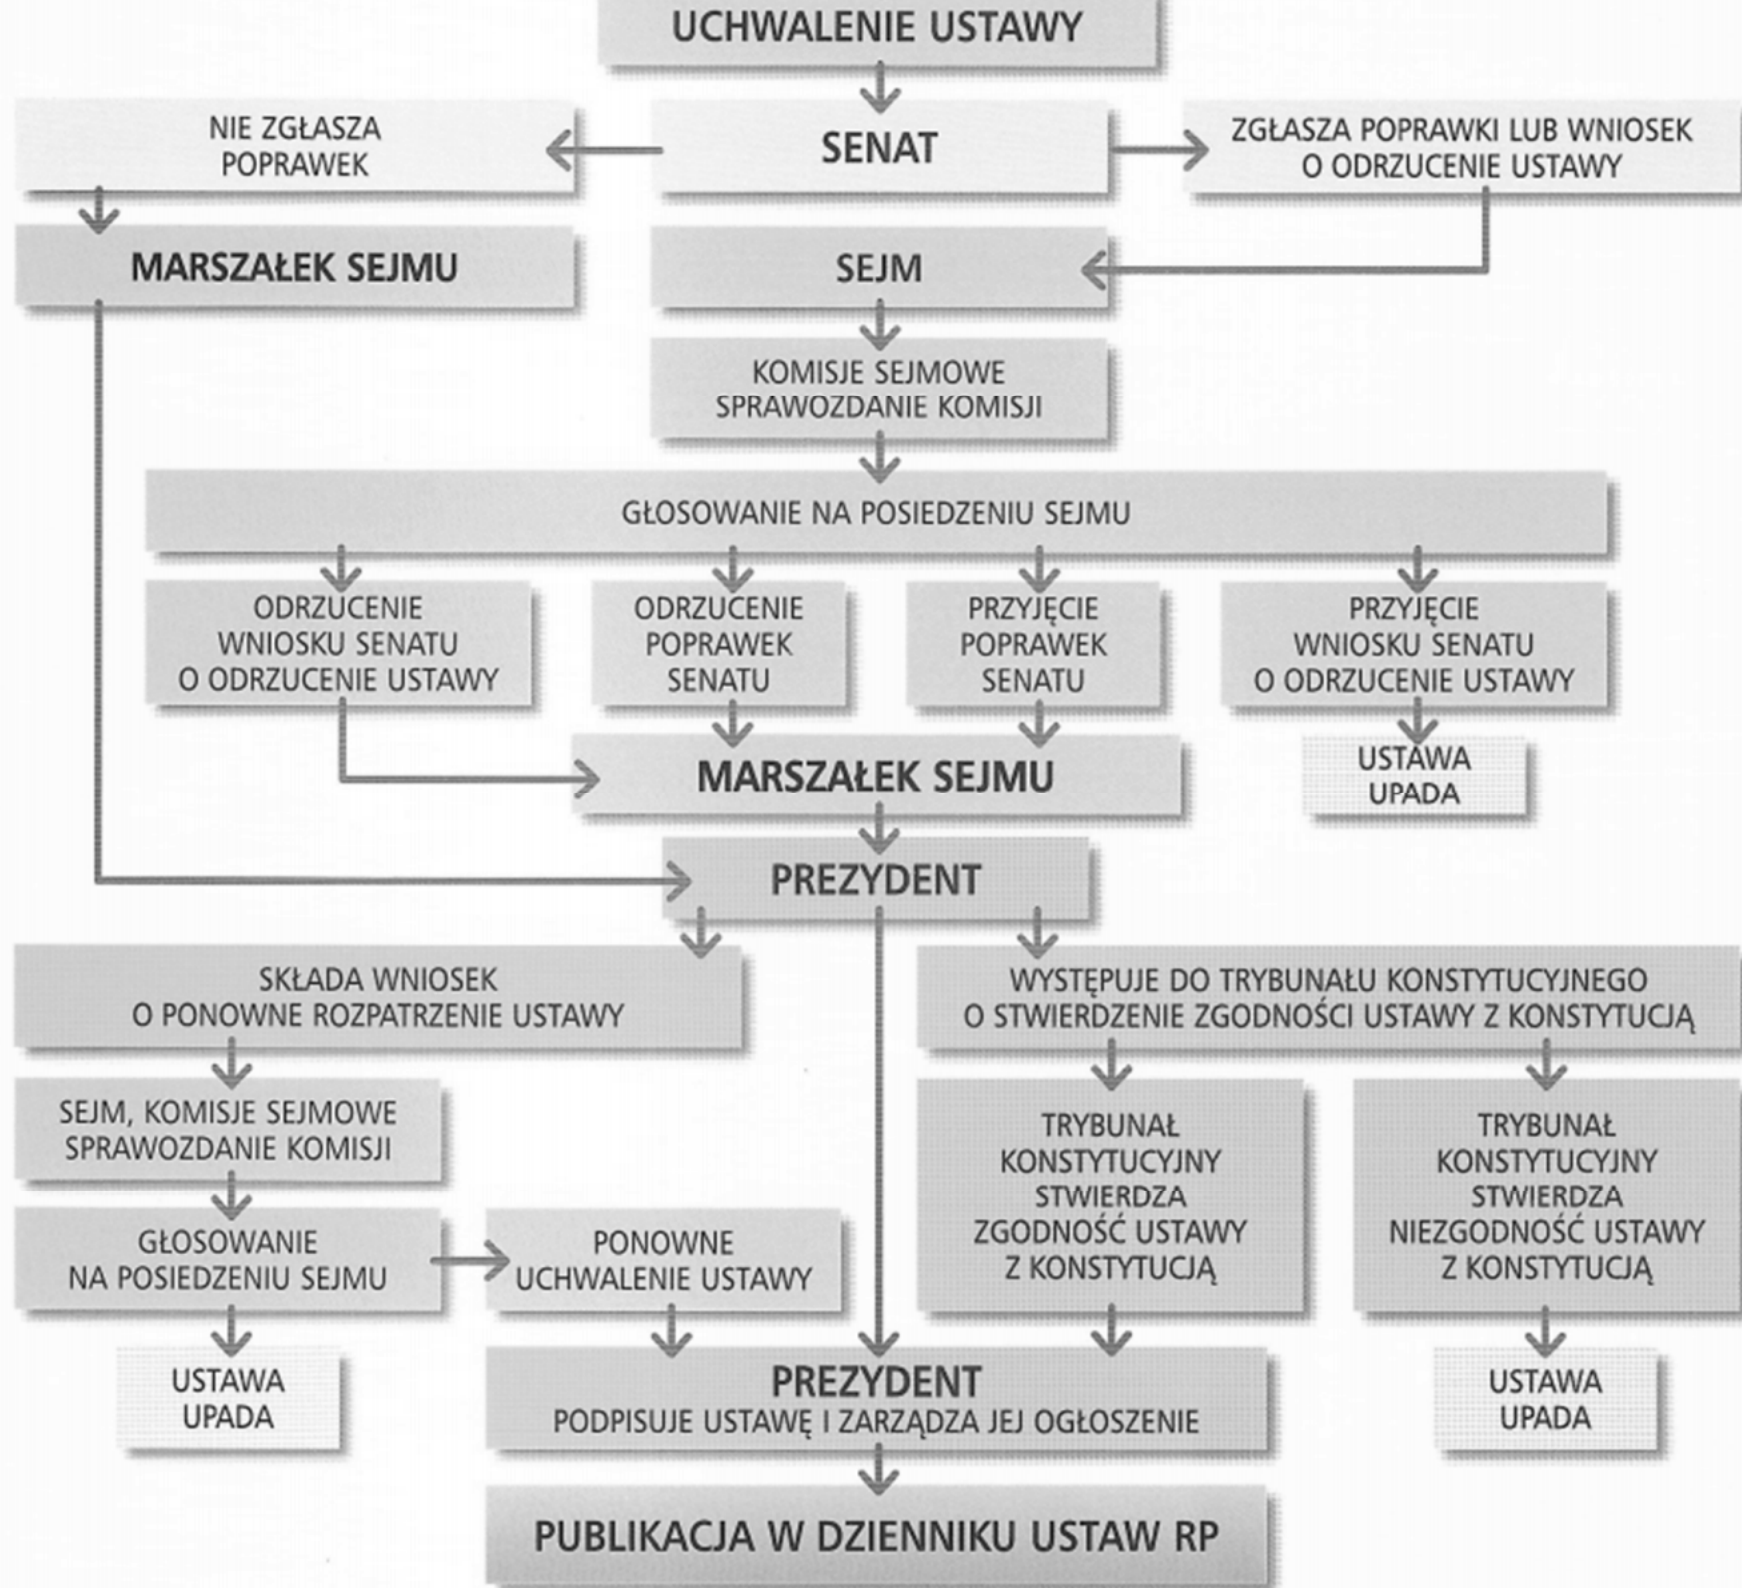 UCHWALENIE USTAWY
NIE ZGŁASZA
POPRAWEK
SENAT
ZGŁASZA POPRAWKI LUB WNIOSEK
O ODRZUCENIE USTAWY
MARSZAŁEK SEJMU
SEJM
KOMISJE SEJMOWE
SPRAWOZDANIE KOMISJI
GŁOSOWANIE NA POSIEDZENIU SEJMU
ODRZUCENIE
WNIOSKU SENATU
O ODRZUCENIE USTAWY
ODRZUCENIE
POPRAWEK
SENATU
PRZYJĘCIE
POPRAWEK
SENATU
PRZYJĘCIE
WNIOSKU SENATU
O ODRZUCENIE USTAWY
MARSZAŁEK SEJMU
USTAWA
UPADA
PREZYDENT
SKŁADA WNIOSEK
O PONOWNE ROZPATRZENIE USTAWY
WYSTĘPUJE DO TRYBUNAŁU KONSTYTUCYJNEGO
O STWIERDZENIE ZGODNOŚCI USTAWY Z KONSTYTUCJĄ
SEJM, KOMISJE SEJMOWE
SPRAWOZDANIE KOMISJI
TRYBUNAŁ
KONSTYTUCYJNY
STWIERDZA
ZGODNOŚĆ USTAWY
Z KONSTYTUCJĄ
TRYBUNAŁ
KONSTYTUCYJNY
STWIERDZA
NIEZGODNOŚĆ USTAWY
Z KONSTYTUCJĄ
GŁOSOWANIE
NA POSIEDZENIU SEJMU
PONOWNE
UCHWALENIE USTAWY
USTAWA
UPADA
PREZYDENT
PODPISUJE USTAWĘ I ZARZĄDZA JEJ OGŁOSZENIE
USTAWA
UPADA
PUBLIKACJA W DZIENNIKU USTAW RP